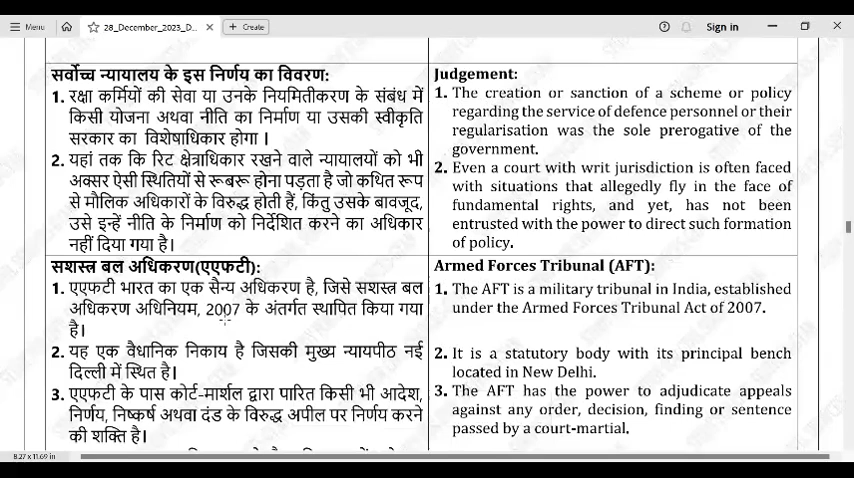 Menu
28_December_2023_D...
+ Create
Sign in
सर्वोच्च न्यायालय के इस निर्णय का विवरण:
1. रक्षा कर्मियों की सेवा या उनके नियमितीकरण के संबंध में
किसी योजना अथवा नीति का निर्माण या उसकी स्वीकृति
सरकार का विशेषाधिकार होगा ।
2. यहां तक कि रिट क्षेत्राधिकार रखने वाले न्यायालयों को भी
अक्सर ऐसी स्थितियों से रूबरू होना पड़ता है जो कथित रूप
से मौलिक अधिकारों के विरुद्ध होती हैं, किंतु उसके बावजूद,
उसे इन्हें नीति के निर्माण को निर्देशित करने का अधिकार
नहीं दिया गया है।
Judgement:
1. The creation or sanction of a scheme or policy
regarding the service of defence personnel or their
regularisation was the sole prerogative of the
government.
2. Even a court with writ jurisdiction is often faced
with situations that allegedly fly in the face of
fundamental rights, and yet, has not been
entrusted with the power to direct such formation
of policy.
सशस्त्र बल अधिकरण(एएफटी):
1. एएफटी भारत का एक सैन्य अधिकरण है, जिसे सशस्त्र बल
अधिकरण अधिनियम, 2007 के अंतर्गत स्थापित किया गया
है।
2. यह एक वैधानिक निकाय है जिसकी मुख्य न्यायपीठ नई
दिल्ली में स्थित है।
3. एएफटी के पास कोर्ट-मार्शल द्वारा पारित किसी भी आदेश,
निर्णय, निष्कर्ष अथवा दंड के विरुद्ध अपील पर निर्णय करने
की शक्ति है।
Armed Forces Tribunal (AFT):
1. The AFT is a military tribunal in India, established
under the Armed Forces Tribunal Act of 2007.
2. It is a statutory body with its principal bench
located in New Delhi.
3. The AFT has the power to adjudicate appeals
against any order, decision, finding or sentence
passed by a court-martial.
8.27 x 11.69 in